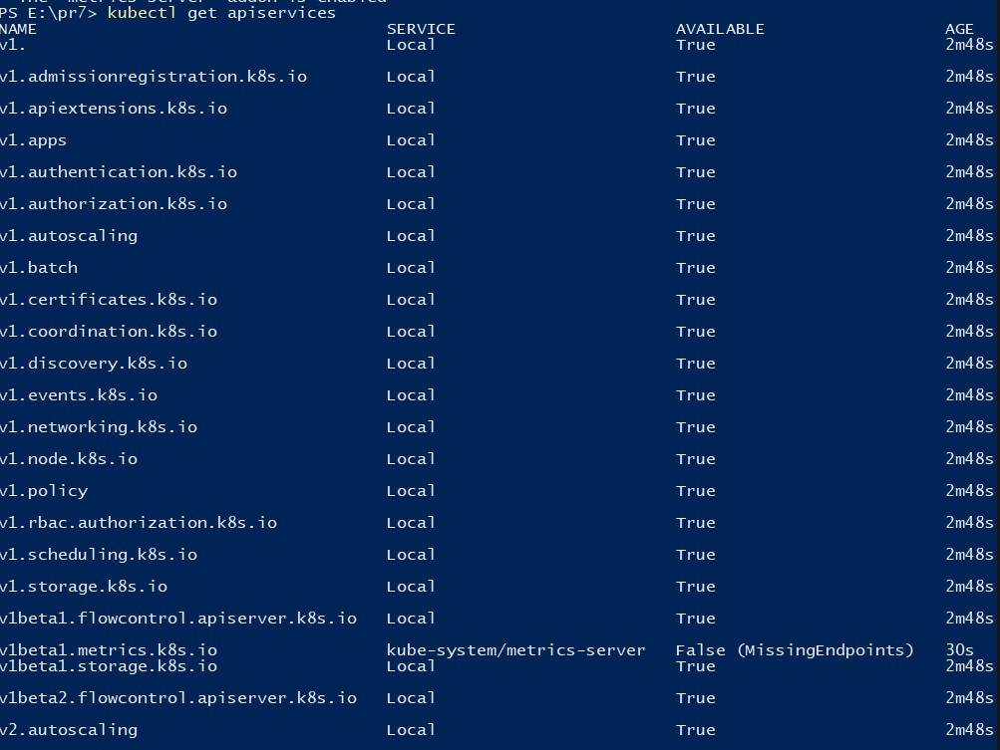 The 'metrics-server' addon is enabled
PS E:\pr7> kubectl get apiservices
NAME SERVICE AVAILABLE AGE
v1. Local True 2m48s
v1.admissionregistration.k8s.io Local True 2m48s
v1.apiextensions.k8s.io Local True 2m48s
v1.apps Local True 2m48s
v1.authentication.k8s.io Local True 2m48s
v1.authorization.k8s.io Local True 2m48s
v1.autoscaling Local True 2m48s
v1.batch Local True 2m48s
v1.certificates.k8s.io Local True 2m48s
v1.coordination.k8s.io Local True 2m48s
v1.discovery.k8s.io Local True 2m48s
v1.events.k8s.io Local True 2m48s
v1.networking.k8s.io Local True 2m48s
v1.node.k8s.io Local True 2m48s
v1.policy Local True 2m48s
v1.rbac.authorization.k8s.io Local True 2m48s
v1.scheduling.k8s.io Local True 2m48s
v1.storage.k8s.io Local True 2m48s
v1beta1.flowcontrol.apiserver.k8s.io Local True 2m48s
v1beta1.metrics.k8s.io kube-system/metrics-server False (MissingEndpoints) 30s
v1beta1.storage.k8s.io Local True 2m48s
v1beta2.flowcontrol.apiserver.k8s.io Local True 2m48s
v2.autoscaling Local True 2m48s